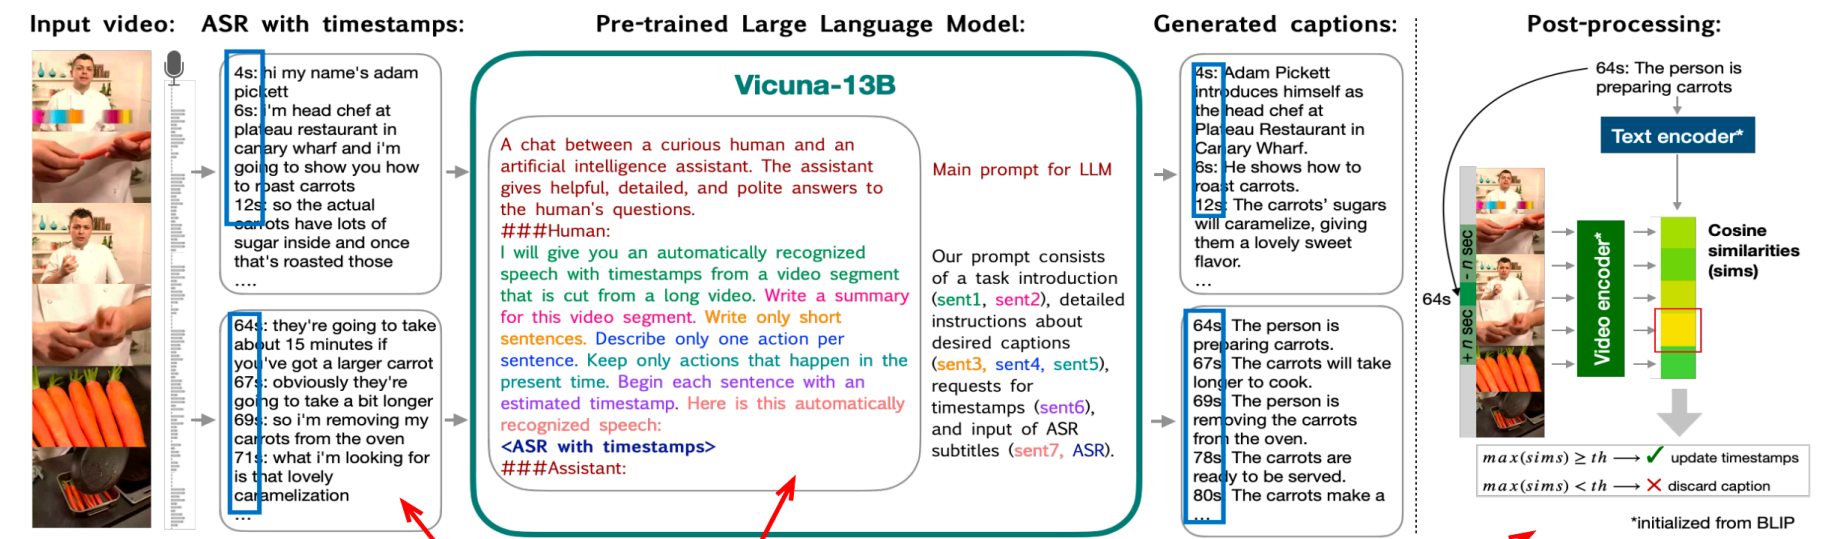 Input video:
ASR with timestamps:
Pre-trained Large Language Model:
Generated captions:
Post-processing:
4s: hi my name's adam
pickett
6s: i'm head chef at
plateau restaurant in
canary wharf and i'm
going to show you how
to roast carrots
12s: so the actual
carrots have lots of
sugar inside and once
that's roasted those
....
64s: they're going to take
about 15 minutes if
you've got a larger carrot
67s: obviously they're
going to take a bit longer
69s: so i'm removing my
carrots from the oven
71s: what i'm looking for
is that lovely
caramelization
...
Vicuna-13B
A chat between a curious human and an
artificial intelligence assistant. The assistant
gives helpful, detailed, and polite answers to
the human's questions.
###Human:
I will give you an automatically recognized
speech with timestamps from a video segment
that is cut from a long video. Write a summary
for this video segment. Write only short
sentences. Describe only one action per
sentence. Keep only actions that happen in the
present time. Begin each sentence with an
estimated timestamp. Here is this automatically
recognized speech:
<ASR with timestamps>
###Assistant:
Main prompt for LLM
Our prompt consists
of a task introduction
(sent1, sent2), detailed
instructions about
desired captions
(sent3, sent4, sent5),
requests for
timestamps (sent6),
and input of ASR
subtitles (sent7, ASR).
4s: Adam Pickett
introduces himself as
the head chef at
Plateau Restaurant in
Canary Wharf.
6s: He shows how to
roast carrots.
12s: The carrots' sugars
will caramelize, giving
them a lovely sweet
flavor.
...
64s: The person is
preparing carrots.
67s: The carrots will take
longer to cook.
69s: The person is
removing the carrots
from the oven.
78s: The carrots are
ready to be served.
80s: The carrots make a
...
64s: The person is
preparing carrots
Text encoder*
- n sec
64s
+ n sec
Video encoder*
Cosine
similarities
(sims)
max(sims) ≥ th ⟶ ✓ update timestamps
max(sims) < th ⟶ ✕ discard caption
*initialized from BLIP